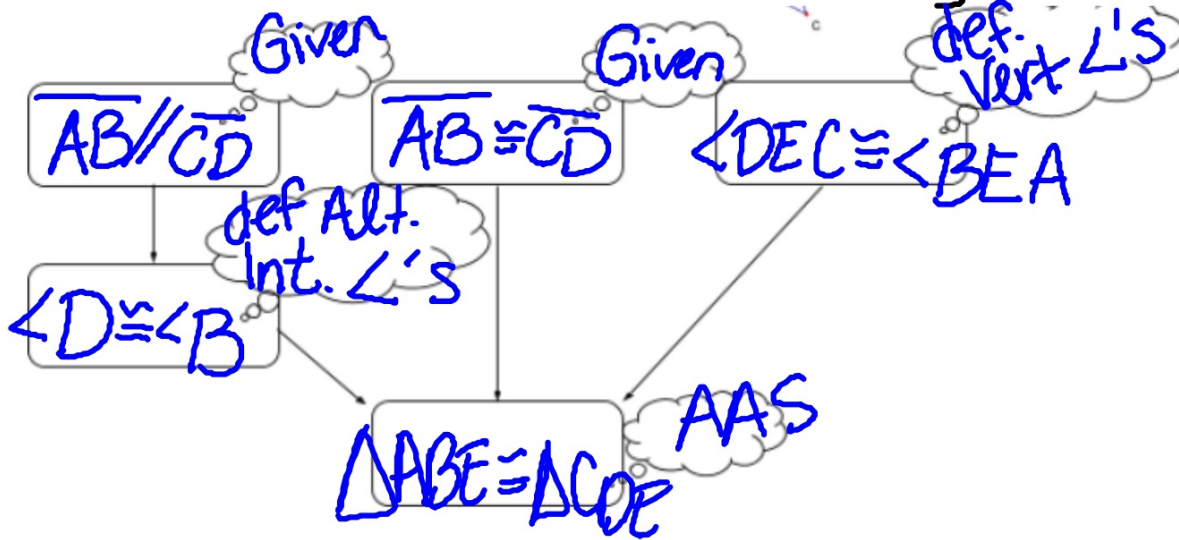 Given
Given
def.
vert ∠'s
C
AB // CD
AB ≅ CD
<DEC ≅ <BEA
def Alt.
Int. ∠'s
<D ≅ <B
AAS
ΔABE ≅ ΔCDE